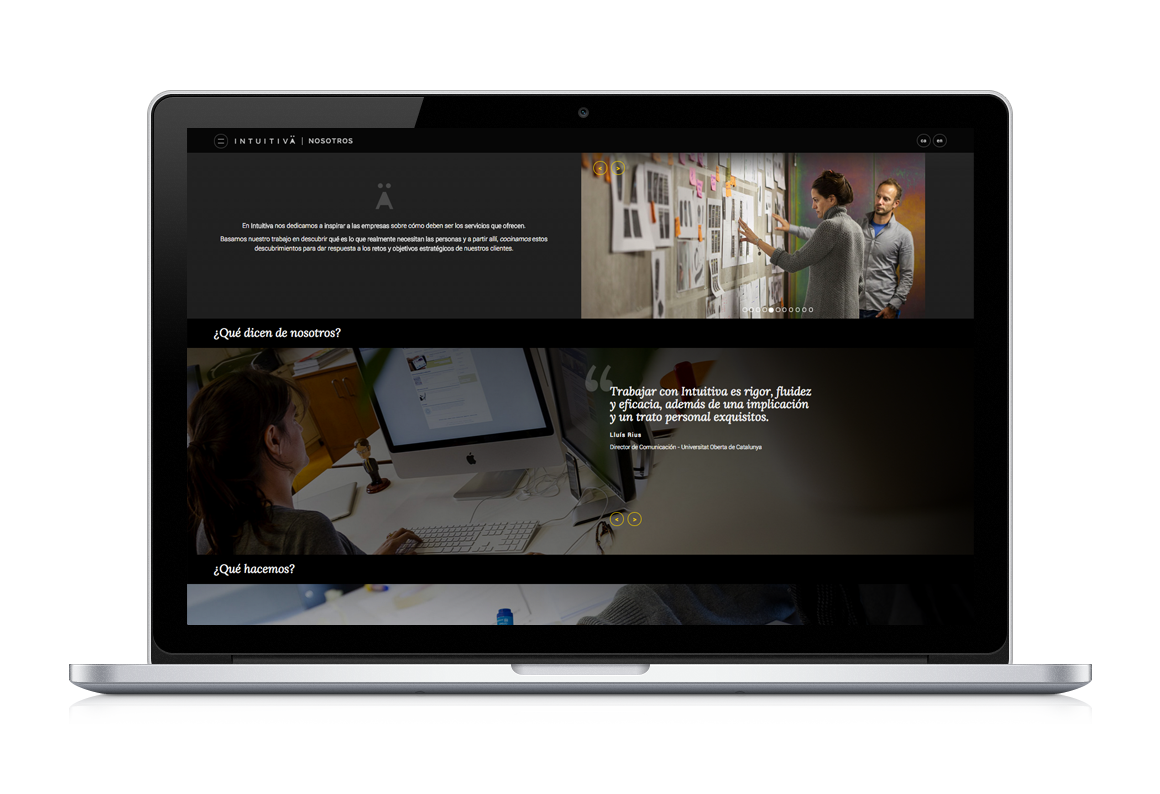 INTUITIVÄ | NOSOTROS
ca en
Ä
En Intuitiva nos dedicamos a inspirar a las empresas sobre cómo deben ser los servicios que ofrecen.
Basamos nuestro trabajo en descubrir qué es lo que realmente necesitan las personas y a partir allí, cocinamos estos
descubrimientos para dar respuesta a los retos y objetivos estratégicos de nuestros clientes.
< >
¿Qué dicen de nosotros?
“
Trabajar con Intuitiva es rigor, fluidez
y eficacia, además de una implicación
y un trato personal exquisitos.
Lluís Rius
Director de Comunicación - Universitat Oberta de Catalunya
< >
¿Qué hacemos?